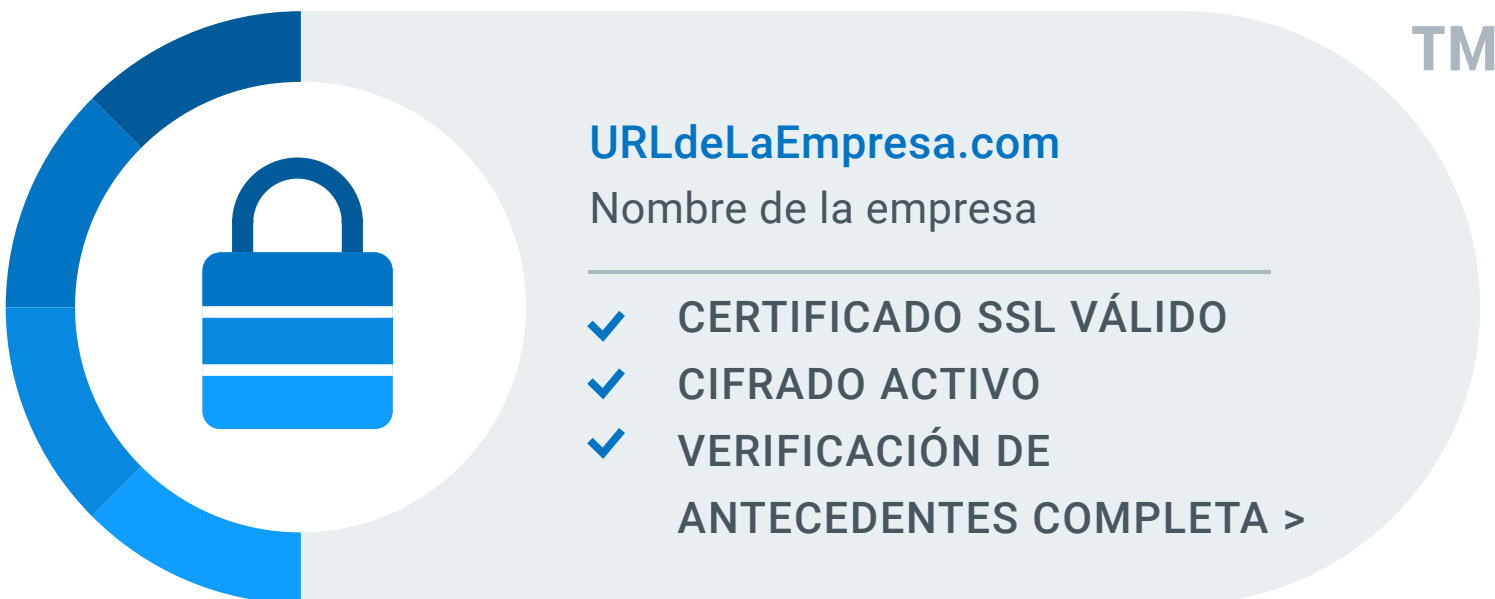 TM
URLdeLaEmpresa.com
Nombre de la empresa
CERTIFICADO SSL VÁLIDO
CIFRADO ACTIVO
VERIFICACIÓN DE
ANTECEDENTES COMPLETA >